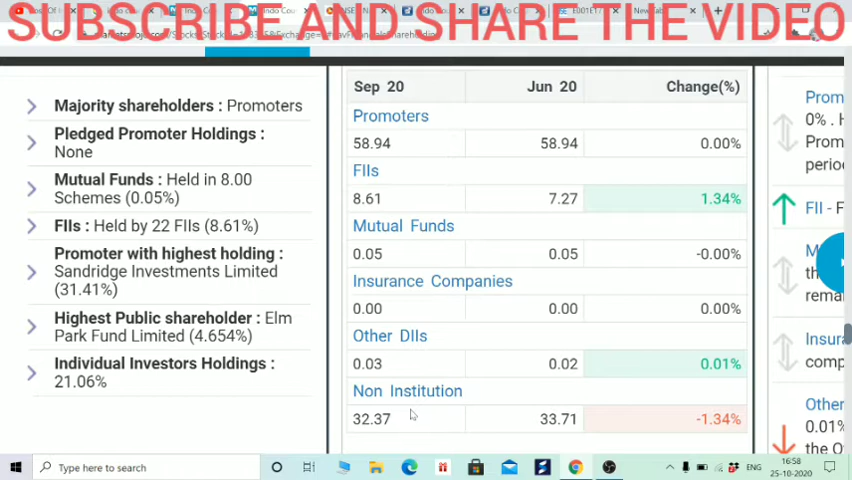 SUBSCRIBE AND SHARE THE VIDEO
Majority shareholders : Promoters
Pledged Promoter Holdings :
None
Mutual Funds : Held in 8.00
Schemes (0.05%)
FIIs : Held by 22 FIIs (8.61%)
Promoter with highest holding :
Sandridge Investments Limited
(31.41%)
Highest Public shareholder : Elm
Park Fund Limited (4.654%)
Individual Investors Holdings :
21.06%
Sep 20 Jun 20 Change(%)
Promoters
58.94 58.94 0.00%
FIIs
8.61 7.27 1.34%
Mutual Funds
0.05 0.05 -0.00%
Insurance Companies
0.00 0.00 0.00%
Other DIIs
0.03 0.02 0.01%
Non Institution
32.37 33.71 -1.34%
0% .
FII - F
Insura
Other
0.01%
the O
Type here to search
ENG
16:58
25-10-2020